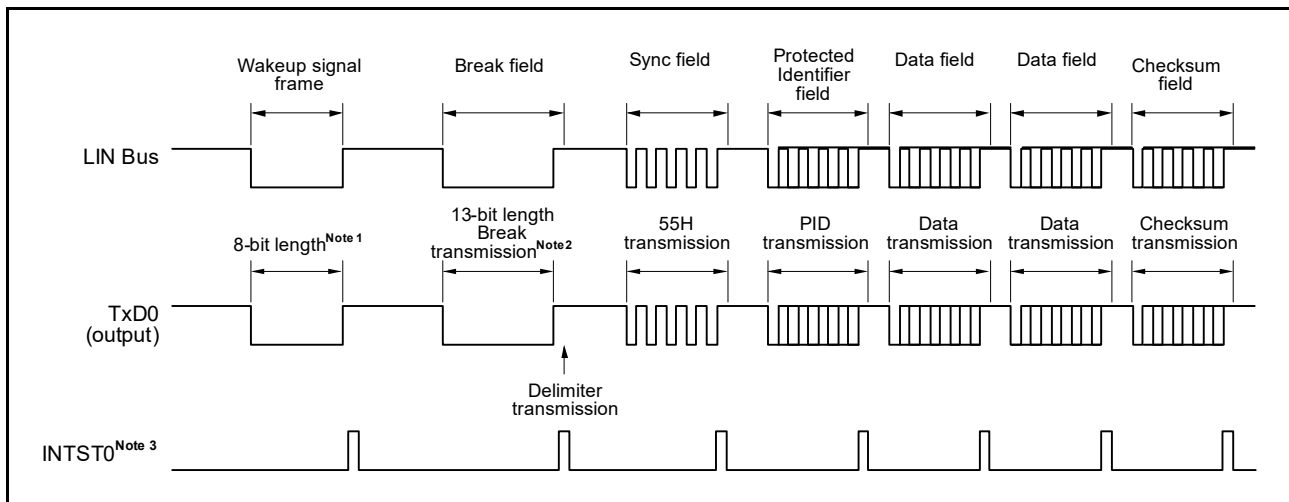 Wakeup signal
frame
Break field
Sync field
Protected
Identifier
field
Data field
Data field
Checksum
field
LIN Bus
8-bit length Note 1
13-bit length
Break
transmission Note 2
55H
transmission
PID
transmission
Data
transmission
Data
transmission
Checksum
transmission
TxD0
(output)
Delimiter
transmission
INTST0 Note 3